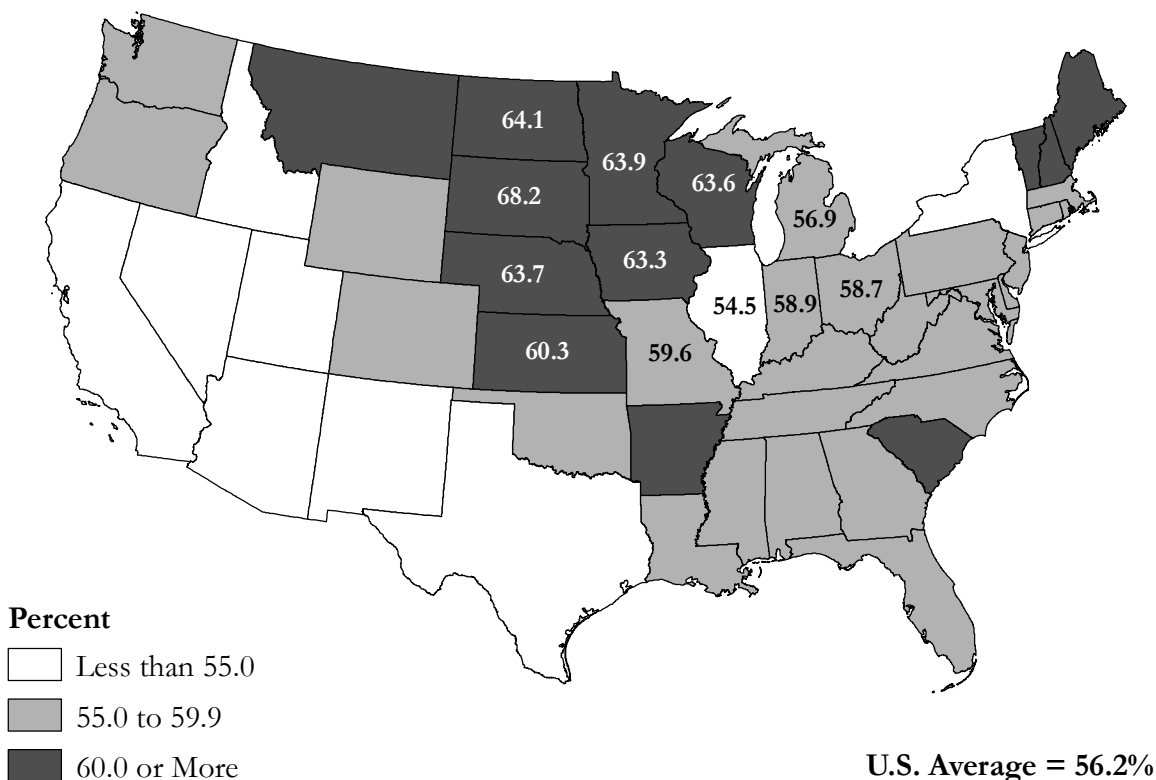 64.1
63.9
63.6
68.2
56.9
63.3
63.7
58.7
54.5
58.9
60.3
59.6
Percent
Less than 55.0
55.0 to 59.9
60.0 or More
U.S. Average = 56.2%